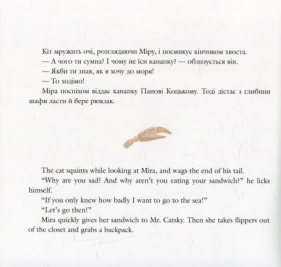 Кіт мружить очі, розглядаючи Міру, і посмикує кінчиком хвоста.
— А чого ти сумна? І чому не їси канапку? — облизується він.
— Якби ти знав, як я хочу до моря!
— То ходімо!
Міра поспіхом віддає канапку Панові Коцькому. Тоді дістає з глибини
шафи ласти й бере рюкзак.
The cat squints while looking at Mira, and wags the end of his tail.
“Why are you sad? And why aren’t you eating your sandwich?” he licks
himself.
“If you only knew how badly I want to go to the sea!”
“Let’s go then!”
Mira quickly gives her sandwich to Mr. Catsky. Then she takes flippers out
of the closet and grabs a backpack.